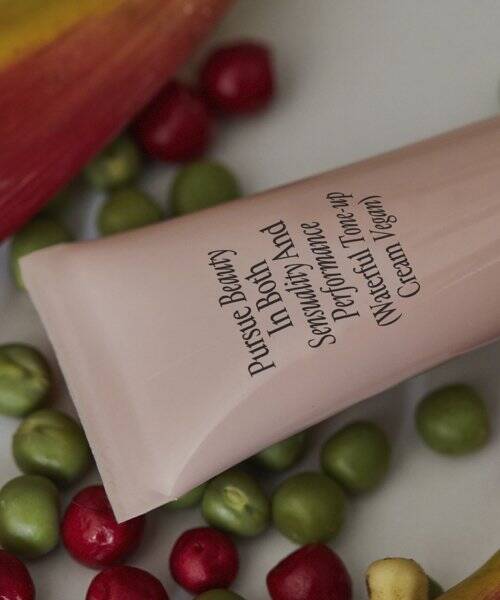 Pursue Beauty
In Both
Sensuality And
Performance
(Waterful Tone-up
Cream Vegan)